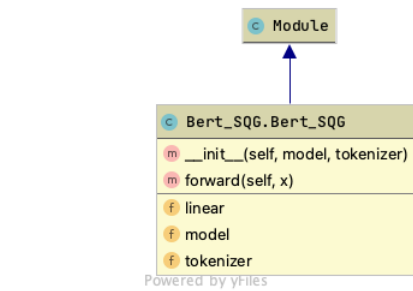 c Module
c Bert_SQG.Bert_SQG
m __init__(self, model, tokenizer)
m forward(self, x)
f linear
f model
f tokenizer
Powered by yFiles